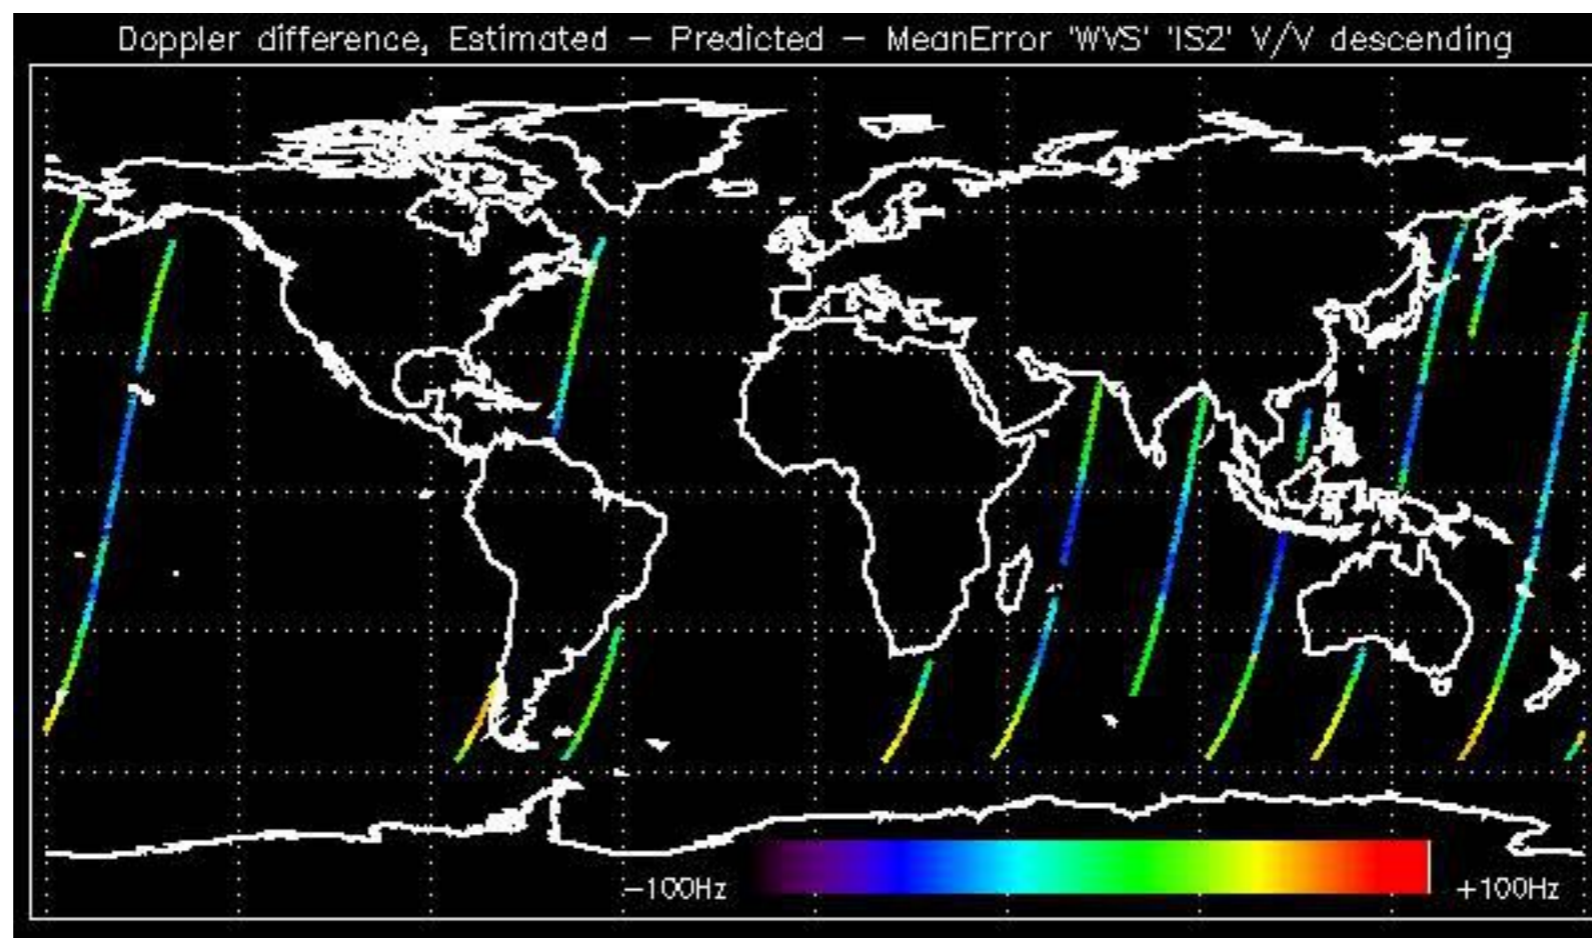 Doppler difference, Estimated – Predicted – MeanError 'WVS' 'IS2' V/V descending
-100Hz
+100Hz